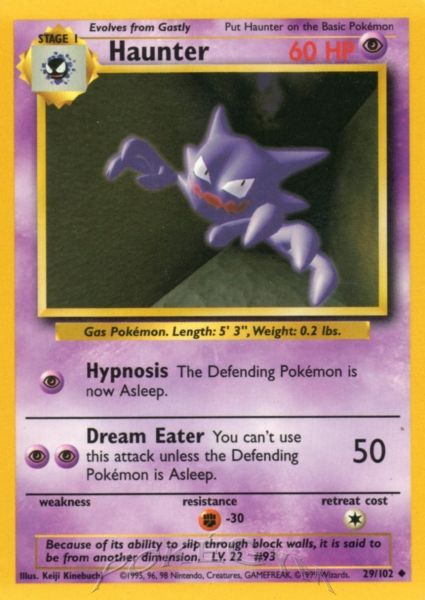 Evolves from Gastly Put Haunter on the Basic Pokémon
STAGE 1
Haunter 60 HP
Gas Pokémon. Length: 5' 3", Weight: 0.2 lbs.
Hypnosis The Defending Pokémon is
now Asleep.
Dream Eater You can't use
this attack unless the Defending
Pokémon is Asleep.
50
weakness resistance retreat cost
-30
Because of its ability to slip through block walls, it is said to
be from another dimension. LV. 22 #93
Illus. Keiji Kinebuchi ©1995, 96, 98 Nintendo, Creatures, GAMEFREAK. Wizards. 29/102